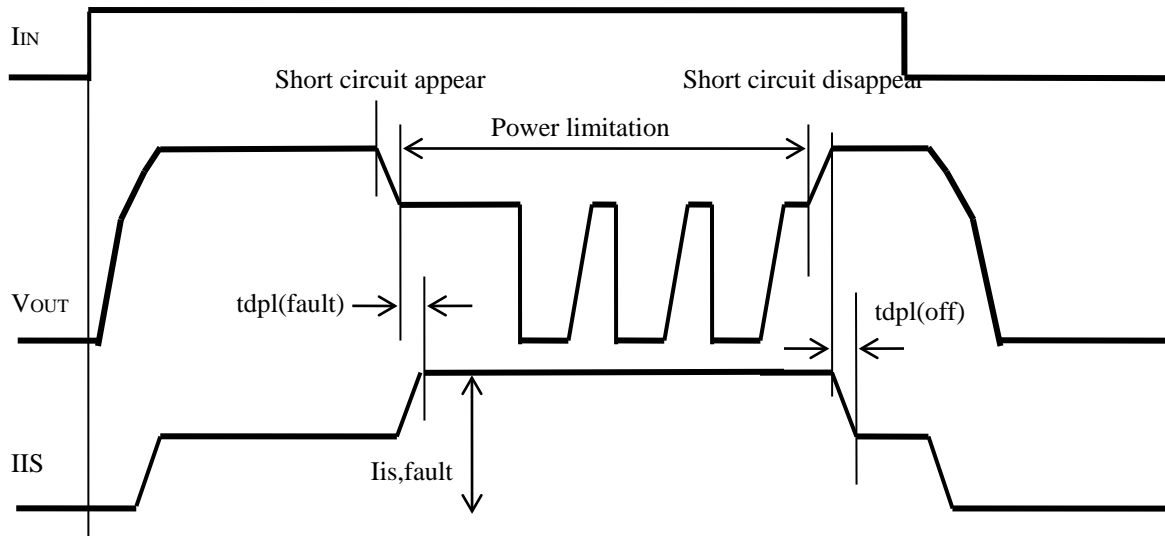 IIN
Short circuit appear
Short circuit disappear
Power limitation
VOUT
tdpl(fault)
tdpl(off)
IIS
Iis,fault